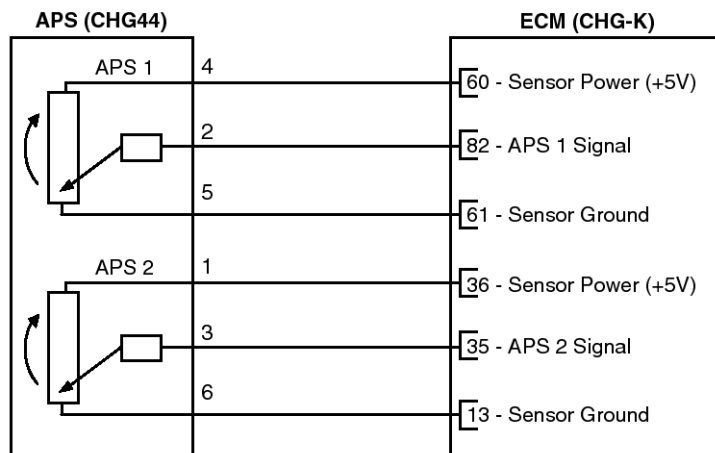 APS (CHG44)
ECM (CHG-K)
APS 1
4
60 - Sensor Power (+5V)
2
82 - APS 1 Signal
5
61 - Sensor Ground
APS 2
1
36 - Sensor Power (+5V)
3
35 - APS 2 Signal
6
13 - Sensor Ground